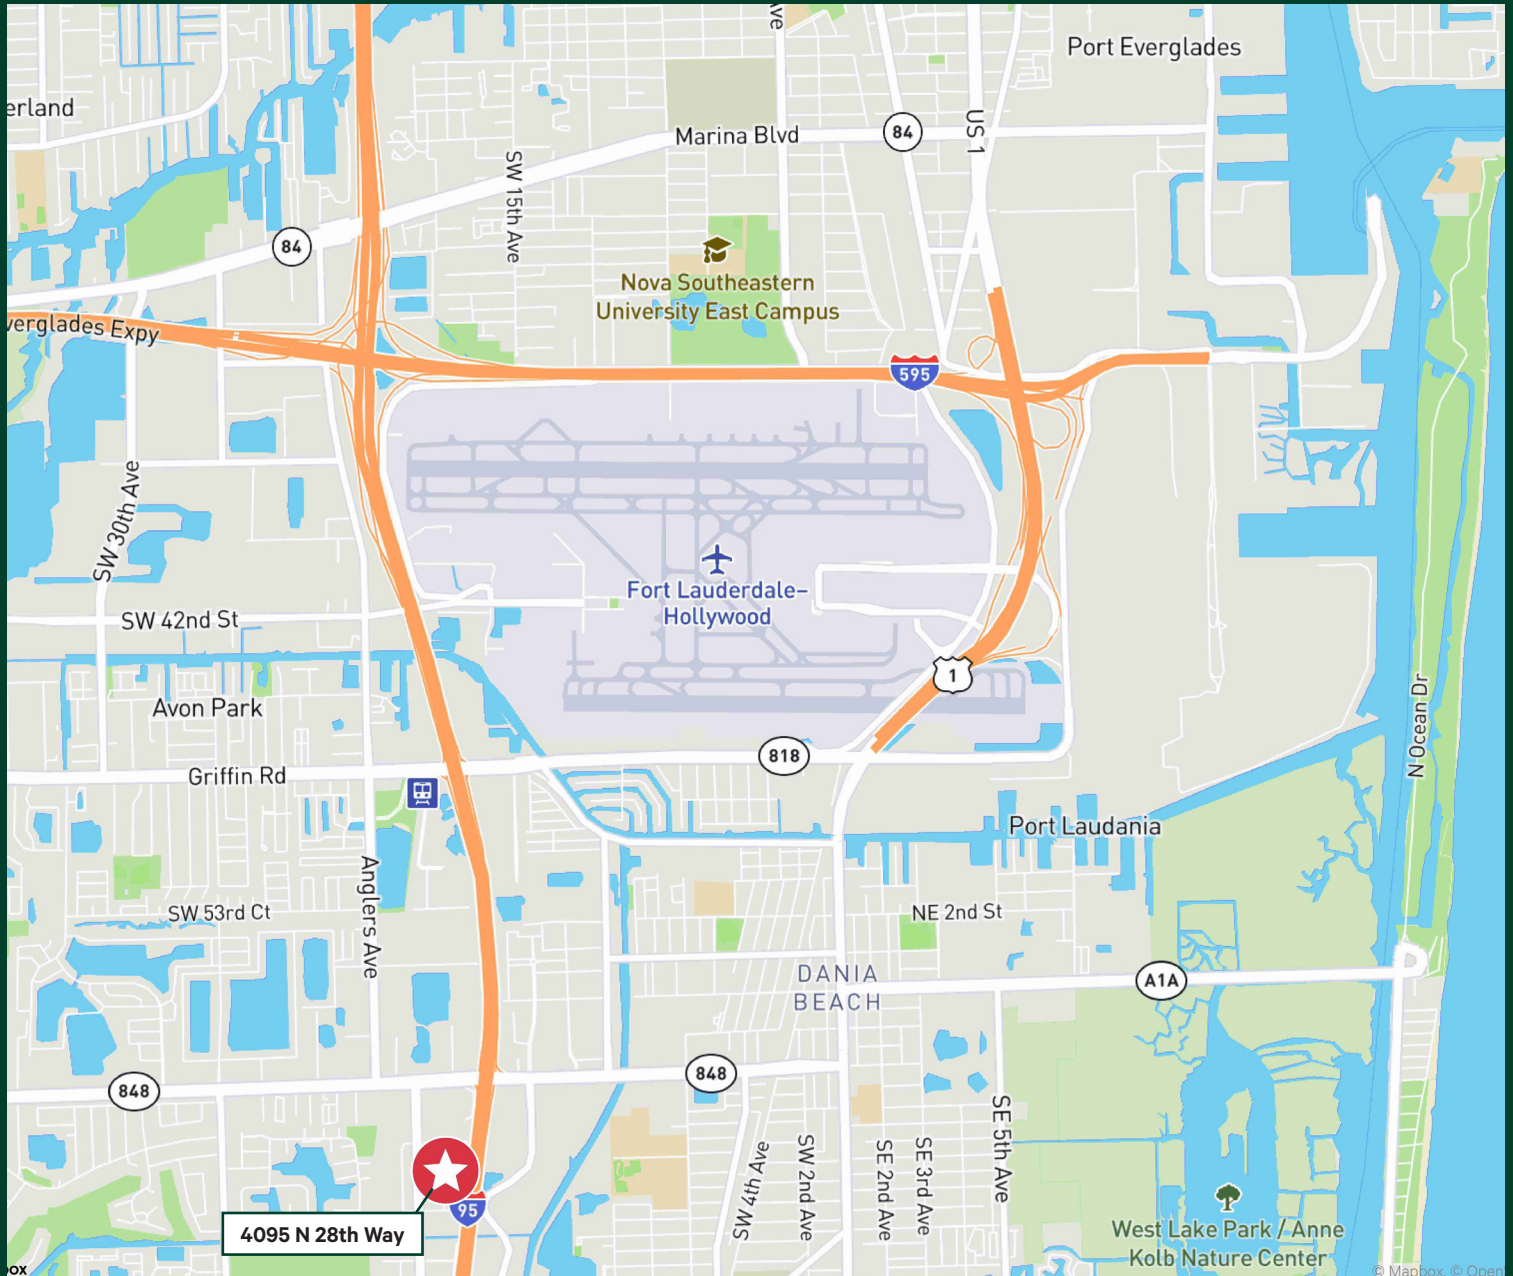 Port Everglades
erland
Marina Blvd
84
US 1
SW 15th Ave
84
Nova Southeastern
University East Campus
verglades Expy
595
SW 30th Ave
Fort Lauderdale–
Hollywood
SW 42nd St
1
Avon Park
N Ocean Dr
818
Griffin Rd
Port Laudania
Anglers Ave
SW 53rd Ct
NE 2nd St
DANIA
BEACH
A1A
848
848
SE 5th Ave
SW 4th Ave
SW 2nd Ave
SE 2nd Ave
SE 3rd Ave
95
4095 N 28th Way
West Lake Park / Anne
Kolb Nature Center
© Mapbox, © Open